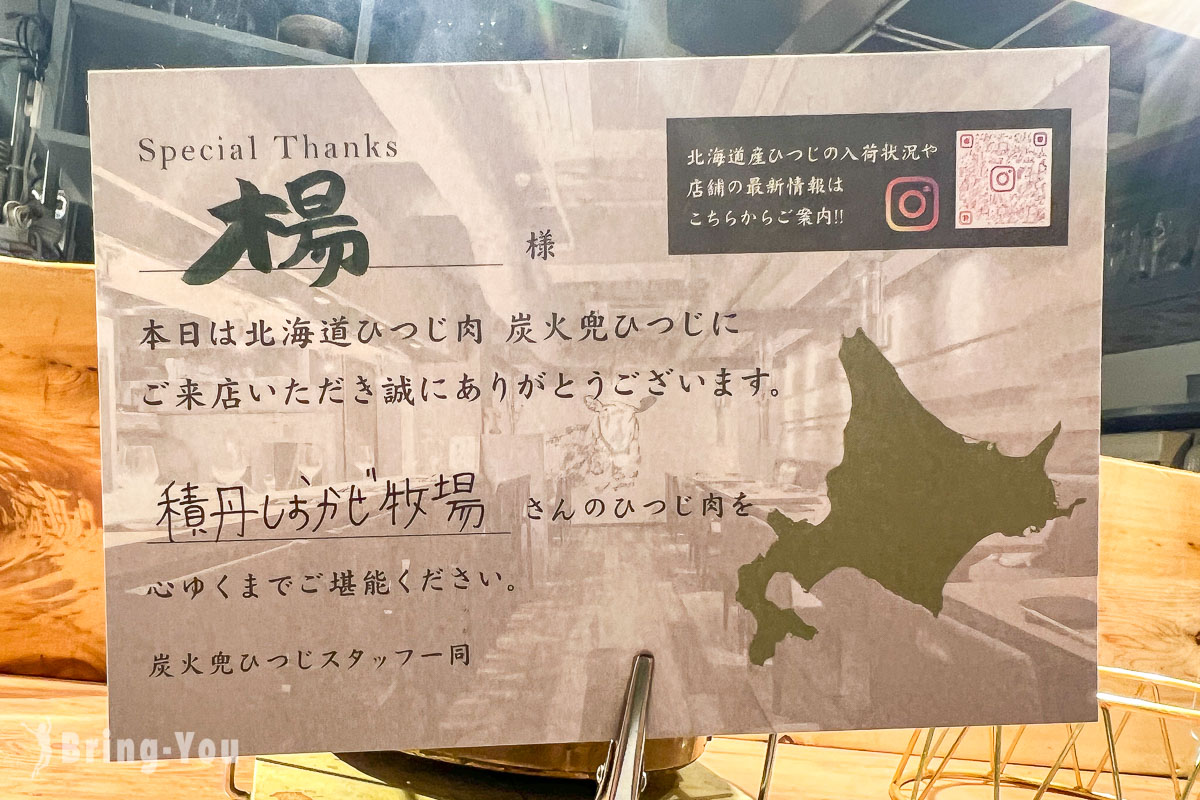 Special Thanks
楊 様
北海道産ひつじの入荷状況や
店舗の最新情報は
こちらからご案内!!
本日は北海道ひつじ肉 炭火兜ひつじに
ご来店いただき誠にありがとうございます。
積丹しおかぜ牧場 さんのひつじ肉を
心ゆくまでご堪能ください。
炭火兜ひつじスタッフ一同
Bring-You